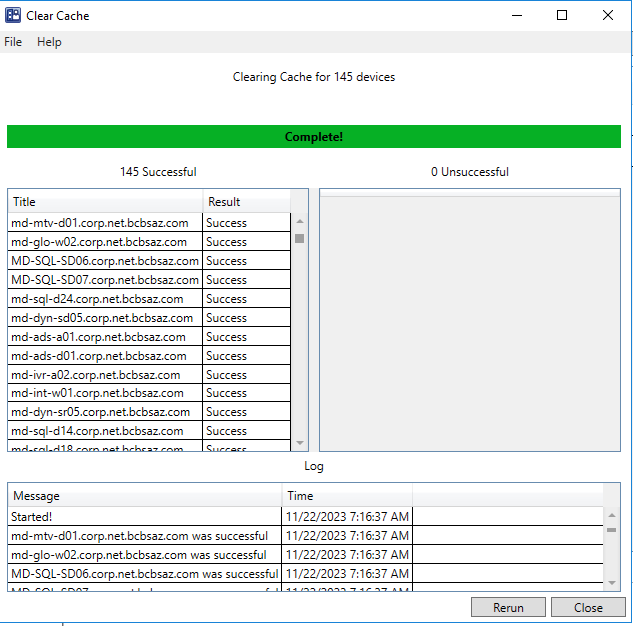 Clear Cache
File Help
Clearing Cache for 145 devices
Complete!
145 Successful 0 Unsuccessful
Title Result
md-mtv-d01.corp.net.bcbsaz.com Success
md-glo-w02.corp.net.bcbsaz.com Success
MD-SQL-SD06.corp.net.bcbsaz.com Success
MD-SQL-SD07.corp.net.bcbsaz.com Success
md-sql-d24.corp.net.bcbsaz.com Success
md-dyn-sd05.corp.net.bcbsaz.com Success
md-ads-a01.corp.net.bcbsaz.com Success
md-ads-d01.corp.net.bcbsaz.com Success
md-ivr-a02.corp.net.bcbsaz.com Success
md-int-w01.corp.net.bcbsaz.com Success
md-dyn-sr05.corp.net.bcbsaz.com Success
md-sql-d14.corp.net.bcbsaz.com Success
md-sql-d18.corp.net.bcbsaz.com Success
Log
Message Time
Started! 11/22/2023 7:16:37 AM
md-mtv-d01.corp.net.bcbsaz.com was successful 11/22/2023 7:16:37 AM
md-glo-w02.corp.net.bcbsaz.com was successful 11/22/2023 7:16:37 AM
MD-SQL-SD06.corp.net.bcbsaz.com was successful 11/22/2023 7:16:37 AM
Rerun Close